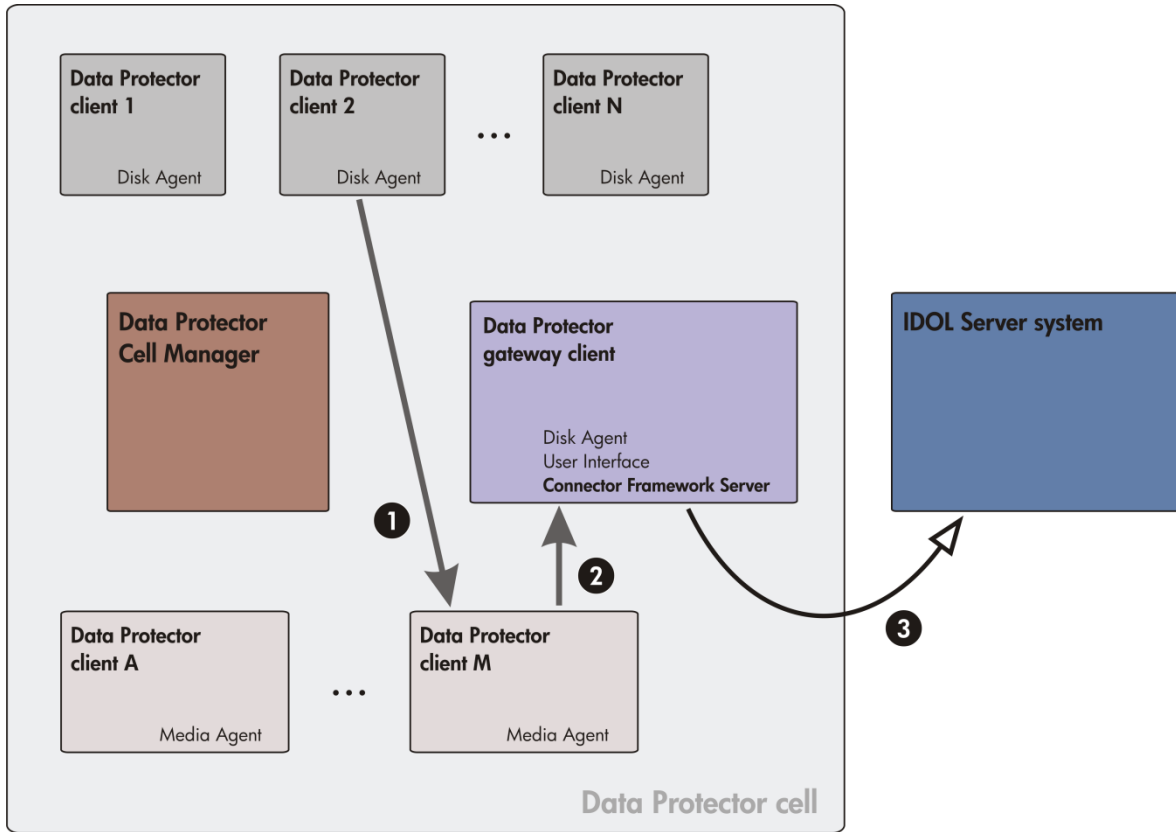 Data Protector
client 1
Disk Agent
Data Protector
client 2
Disk Agent
...
Data Protector
client N
Disk Agent
Data Protector
Cell Manager
Data Protector
gateway client
Disk Agent
User Interface
Connector Framework Server
IDOL Server system
1
2
3
Data Protector
client A
Media Agent
...
Data Protector
client M
Media Agent
Data Protector cell